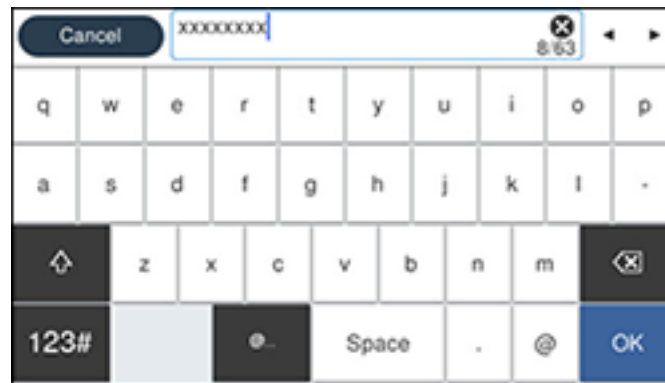 Cancel xxxxxxxx 8/63
q w e r t y u i o p
a s d f g h j k l -
z x c v b n m
123# @... Space . @ OK